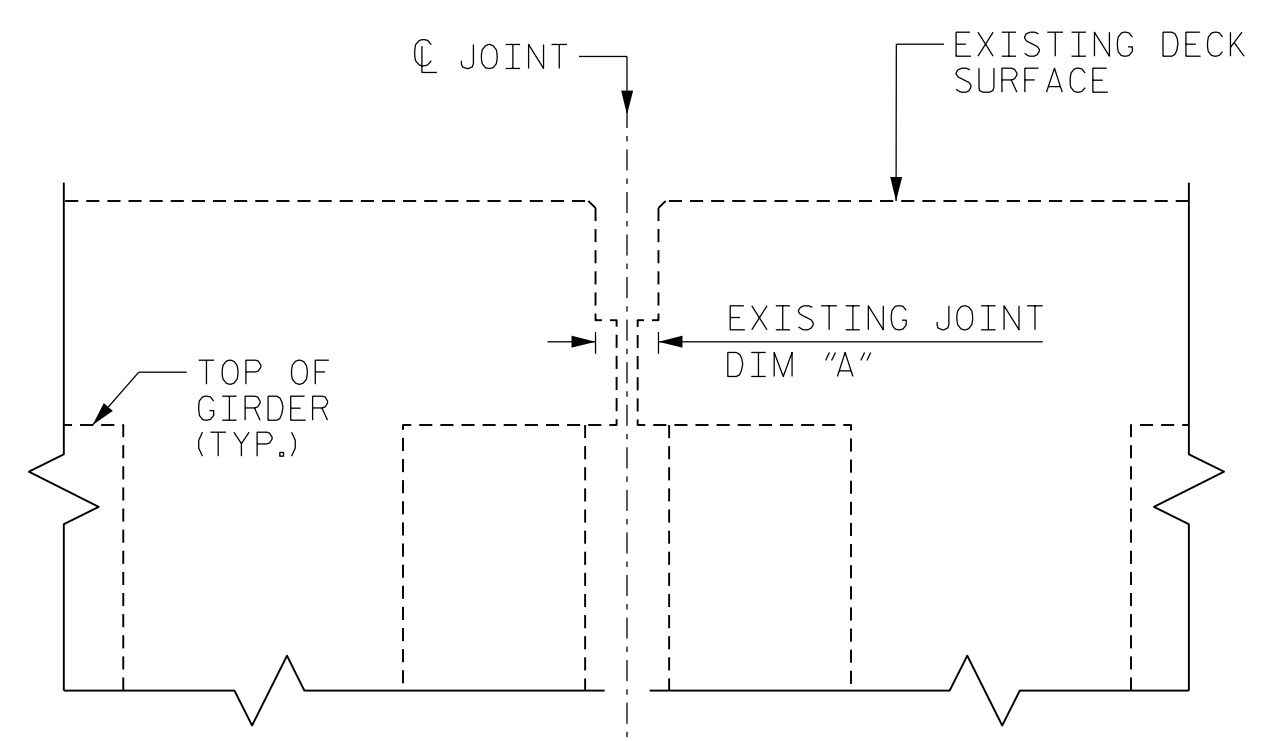 ℄ JOINT
EXISTING DECK
SURFACE
EXISTING JOINT
DIM "A"
TOP OF
GIRDER
(TYP.)